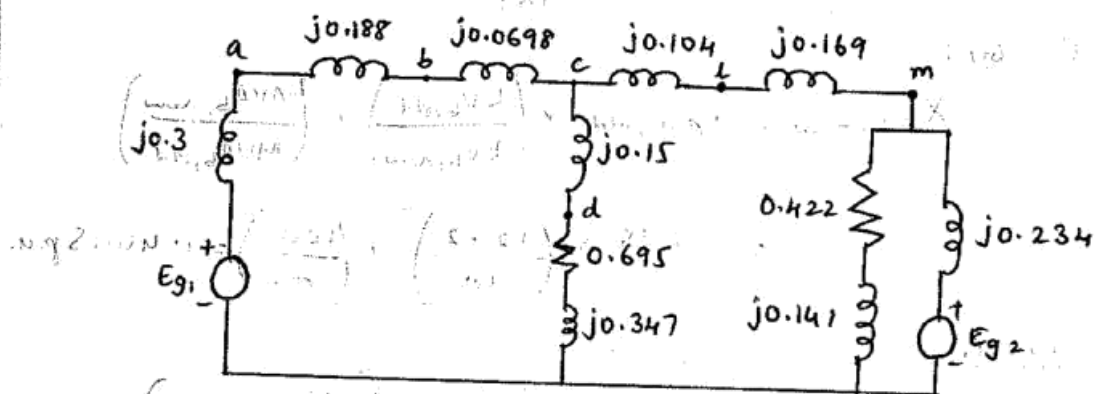 j0.188 j0.0698 j0.104 j0.169
a b c l m
j0.3 j0.15
d 0.422 j0.234
0.695
Eg1 + - j0.347 j0.141 + Eg2 -